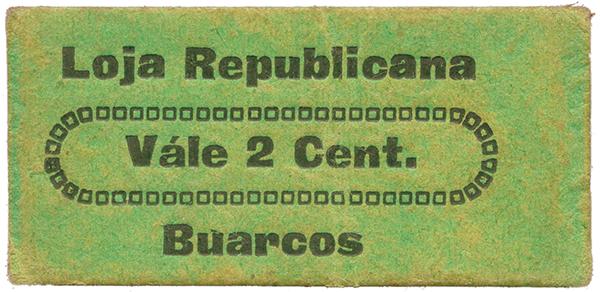 Loja Republicana
Vále 2 Cent.
Buarcos